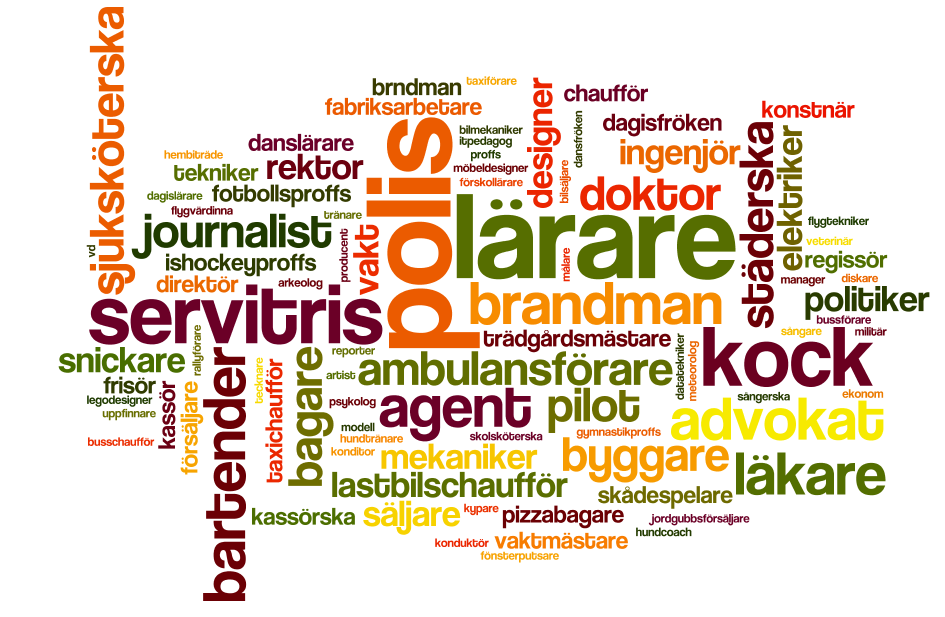 sjuksköterska
taxiförare
brndman
fabriksarbetare
designer
chaufför
konstnär
dagisfröken
dansfröken
polis
bilmekaniker
itpedagog
proffs
möbeldesigner
förskollärare
bilsäljare
danslärare
hembiträde
rektor
tekniker
fotbollsproffs
dagislärare
flygvärdinna
tränare
ingenjör
städerska
elektriker
doktor
lärare
journalist
vd
producent
vakt
ishockeyproffs
målare
flygtekniker
veterinär
regissör
arkeolog
direktör
manager
diskare
politiker
servitris
brandman
bussförare
sångare
militär
trädgårdsmästare
rallyförare
snickare
bartender
bagare
reporter
datatekniker
meteorolog
kock
frisör
tecknare
taxichaufför
artist
ambulansförare
legodesigner
kassör
försäljare
uppfinnare
psykolog
agent
pilot
sångerska
ekonom
advokat
modell
busschaufför
hundtränare
skolsköterska
gymnastikproffs
konditor
mekaniker
byggare
läkare
lastbilschaufför
skådespelare
kassörska
säljare
kypare
pizzabagare
jordgubbsförsäljare
hundcoach
konduktör
vaktmästare
fönsterputsare